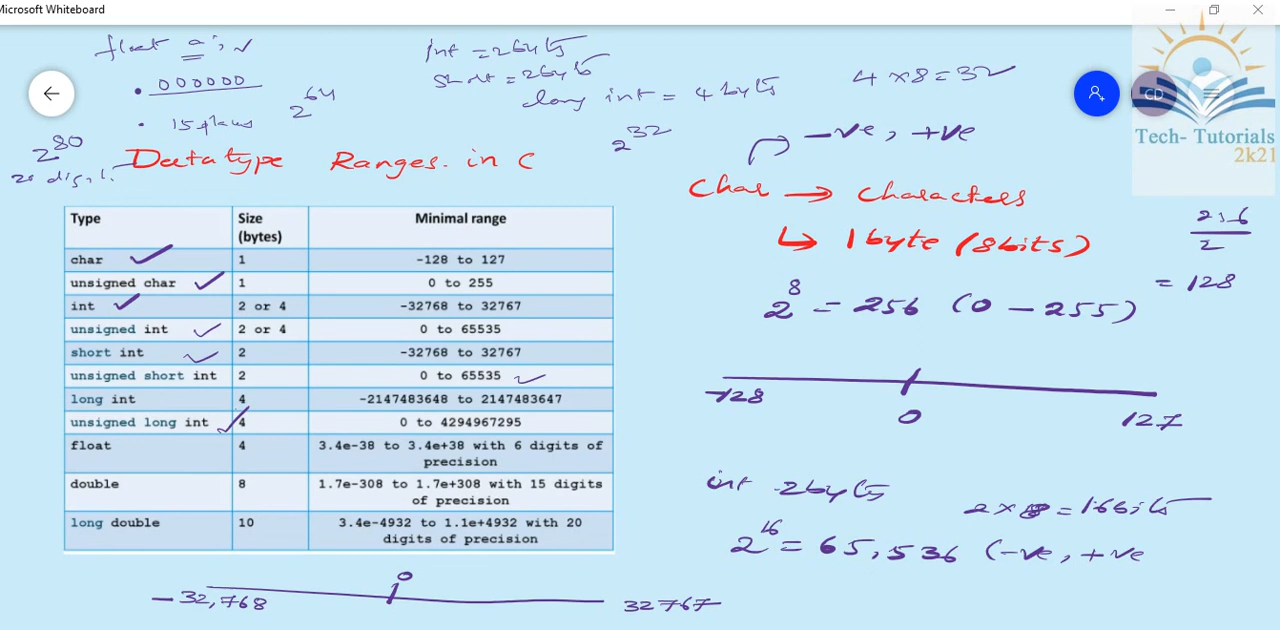 Microsoft Whiteboard
float a;
int = 2 byts
short = 2 byts
long int = 4 byts
4 x 8 = 32
CD
000000
15 places
2^64
2^32
-ve, +ve
Tech- Tutorials
2k21
2^80
20 digit
Datatype Ranges in C
char → characters
↳ 1 byte (8 bits)
256
2
= 128
2^8 = 256 (0 - 255)
Type Size (bytes) Minimal range
char 1 -128 to 127
unsigned char 1 0 to 255
int 2 or 4 -32768 to 32767
unsigned int 2 or 4 0 to 65535
short int 2 -32768 to 32767
unsigned short int 2 0 to 65535
long int 4 -2147483648 to 2147483647
unsigned long int 4 0 to 4294967295
float 4 3.4e-38 to 3.4e+38 with 6 digits of
precision
double 8 1.7e-308 to 1.7e+308 with 15 digits
of precision
long double 10 3.4e-4932 to 1.1e+4932 with 20
digits of precision
-128 0 127
int 2 byts
2 x 8 = 16 bits
2^16 = 65,536 (-ve, +ve
-32,768 0 32767